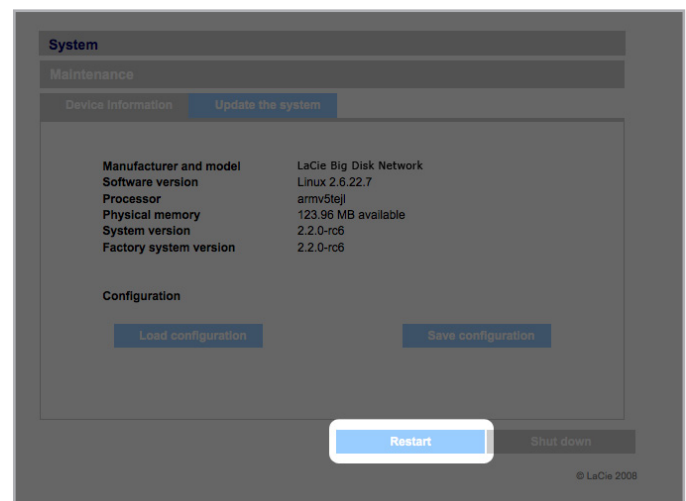 System
Maintenance
Device Information Update the system
Manufacturer and model LaCie Big Disk Network
Software version Linux 2.6.22.7
Processor armv5tejl
Physical memory 123.96 MB available
System version 2.2.0-rc6
Factory system version 2.2.0-rc6
Configuration
Load configuration Save configuration
Restart Shut down
© LaCie 2008